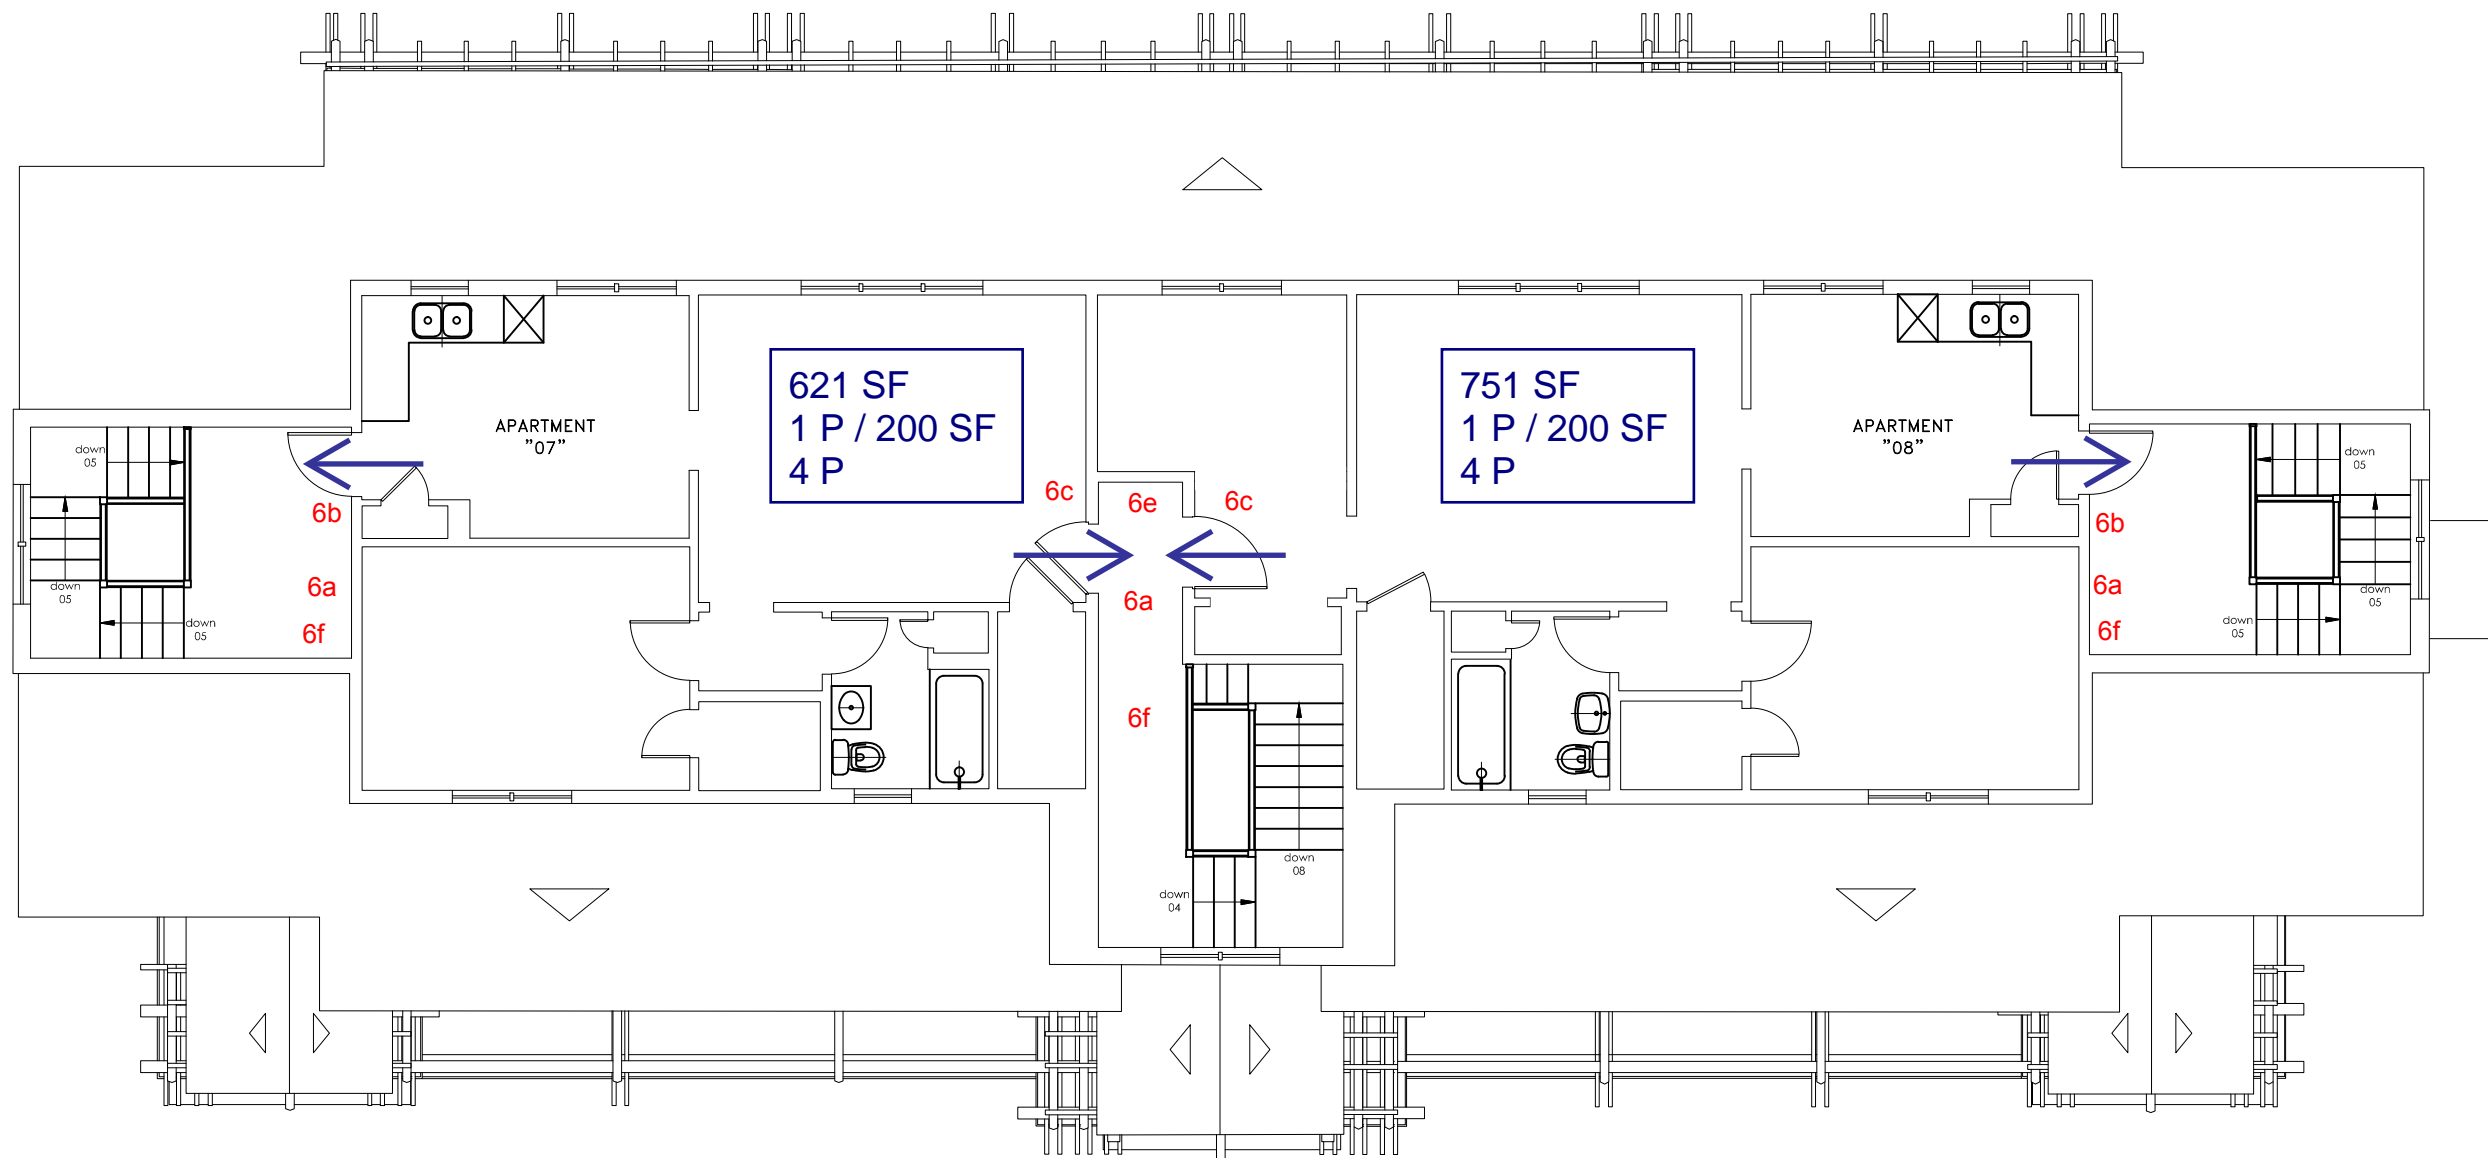 621 SF
1 P / 200 SF
4 P
751 SF
1 P / 200 SF
4 P
APARTMENT
"07"
APARTMENT
"08"
down
05
down
05
down
05
down
05
down
05
down
05
6b
6a
6f
6c
6e
6c
6a
6f
6b
6a
6f
down
08
down
04